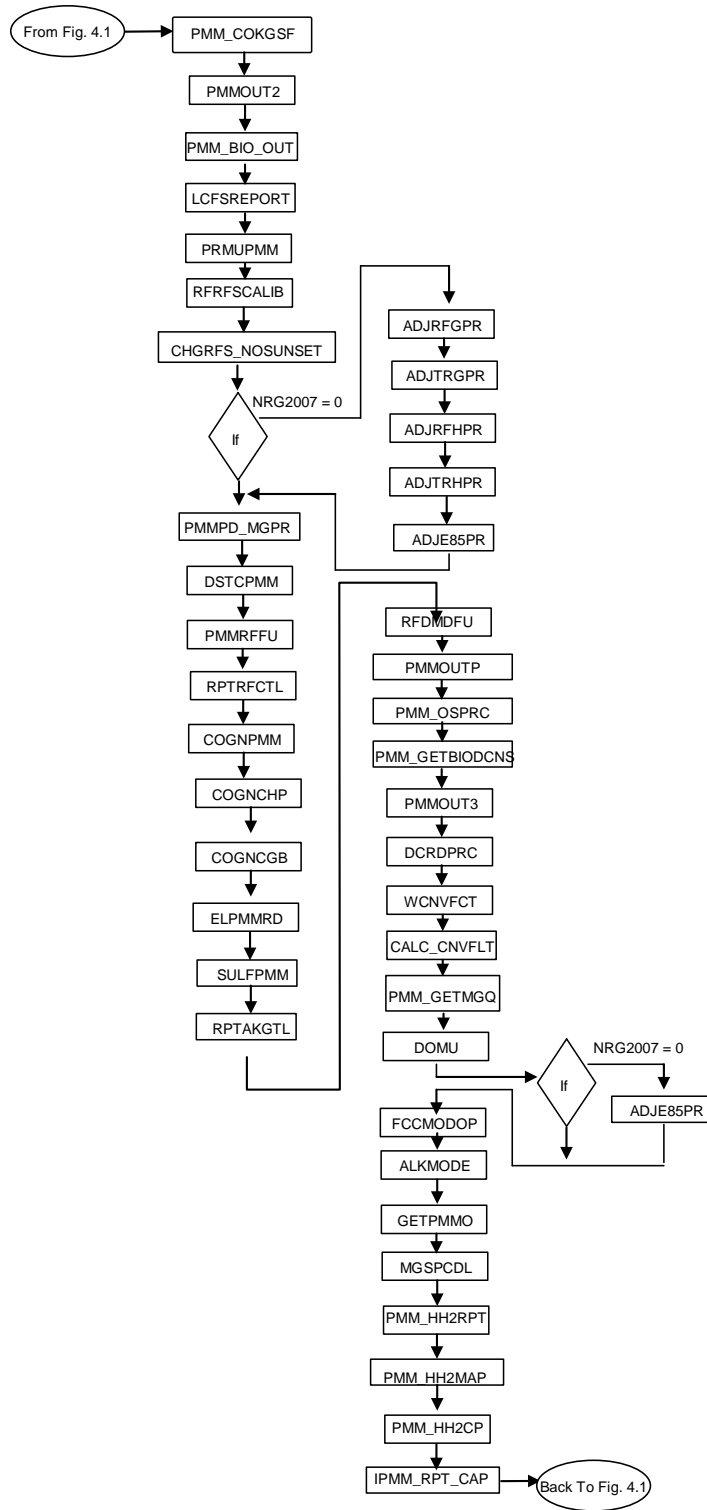 From Fig. 4.1
PMM_COKGSF
PMMOUT2
PMM_BIO_OUT
LCFSREPORT
PRMUPMM
RFRFSCALIB
CHGRFS_NOSUNSET
NRG2007 = 0
If
ADJRFGPR
ADJTRGPR
ADJRFHPR
ADJTRHPR
ADJE85PR
PMMPD_MGPR
DSTCPMM
PMMRFFU
RPTRFCTL
COGNPMM
COGNCHP
COGNCGB
ELPMMRD
SULFPMM
RPTAKGTL
RFDMDFU
PMMOUTP
PMM_OSPRC
PMM_GETBIODCNS
PMMOUT3
DCRDPRC
WCNVFCT
CALC_CNVFLT
PMM_GETMGQ
DOMU
NRG2007 = 0
If
ADJE85PR
FCCMODOP
ALKMODE
GETPMMO
MGSPCDL
PMM_HH2RPT
PMM_HH2MAP
PMM_HH2CP
IPMM_RPT_CAP
Back To Fig. 4.1